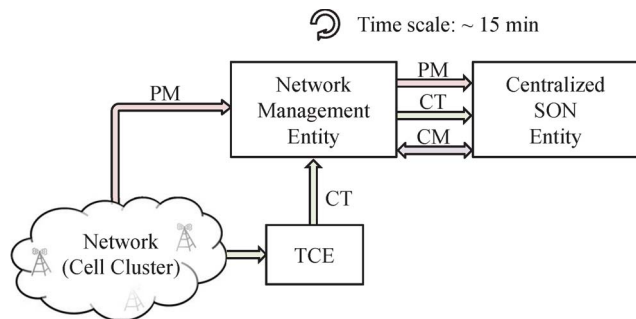 Time scale: ~ 15 min
PM
Network
Management
Entity
PM
CT
CM
Centralized
SON
Entity
CT
Network
(Cell Cluster)
TCE